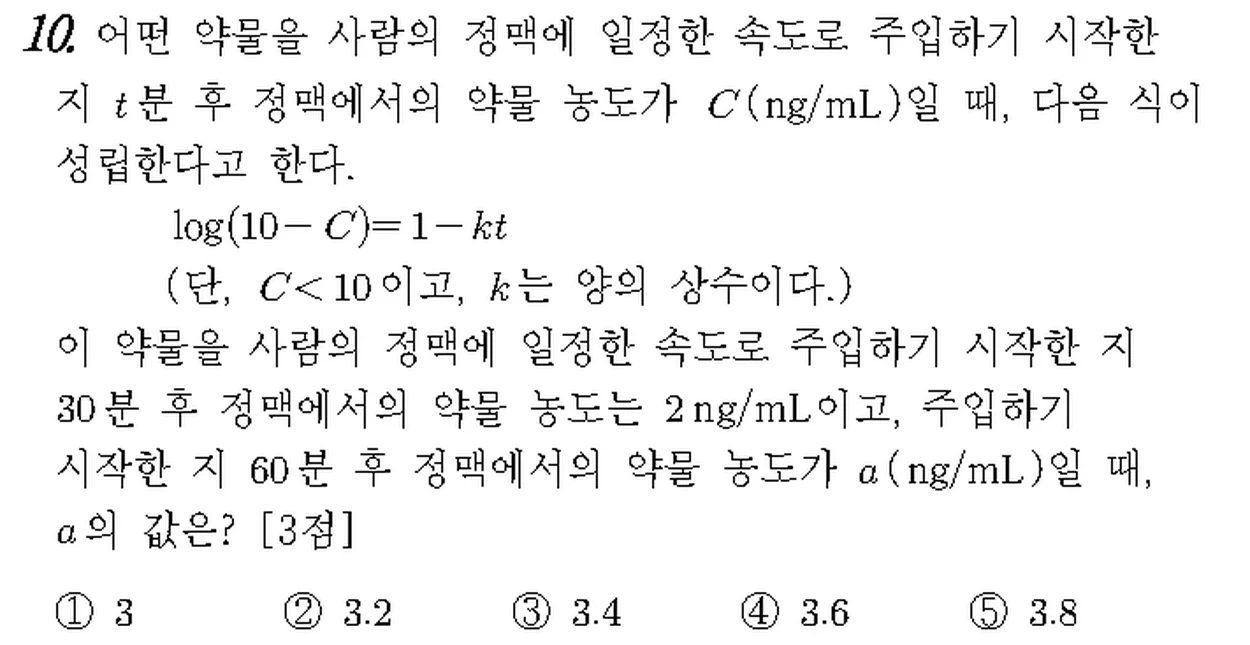 10. 어떤 약물을 사람의 정맥에 일정한 속도로 주입하기 시작한
지 t분 후 정맥에서의 약물 농도가 C(ng/mL)일 때, 다음 식이
성립한다고 한다.
log(10－C)=1－kt
(단, C<10이고, k는 양의 상수이다.)
이 약물을 사람의 정맥에 일정한 속도로 주입하기 시작한 지
30분 후 정맥에서의 약물 농도는 2ng/mL이고, 주입하기
시작한 지 60분 후 정맥에서의 약물 농도가 a(ng/mL)일 때,
a의 값은? [3점]
① 3 ② 3.2 ③ 3.4 ④ 3.6 ⑤ 3.8